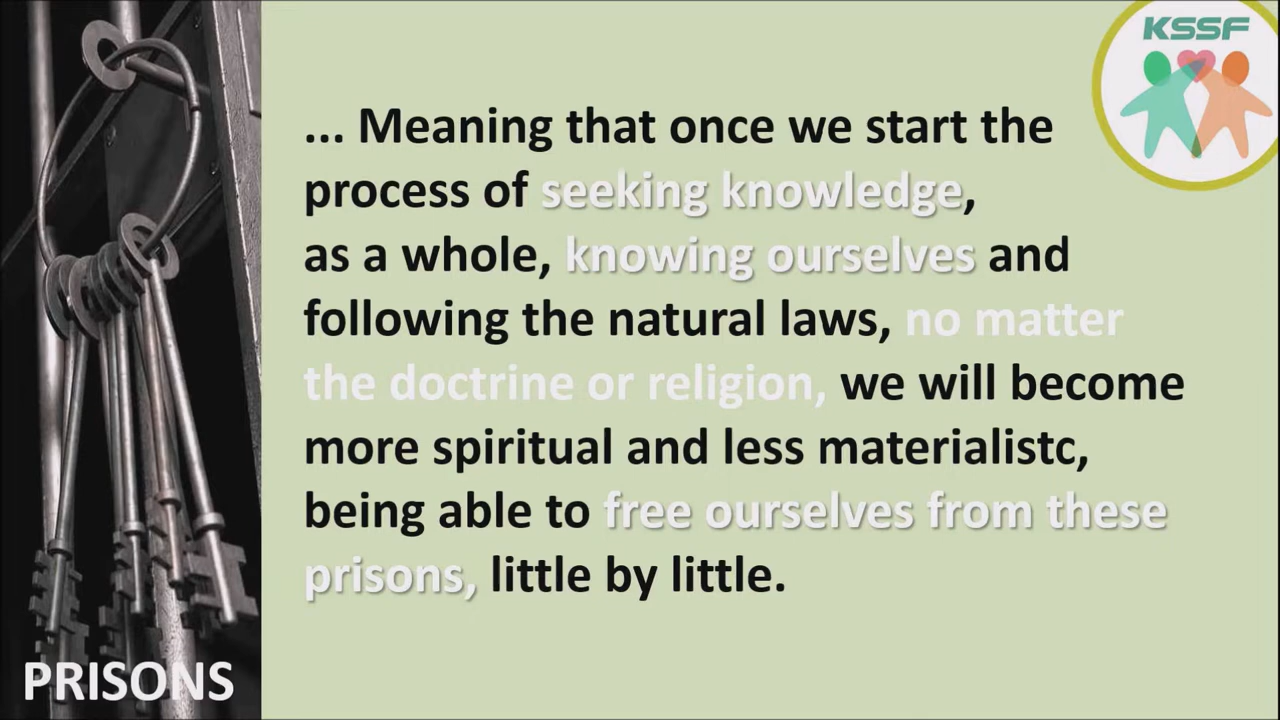 KSSF
... Meaning that once we start the
process of seeking knowledge,
as a whole, knowing ourselves and
following the natural laws, no matter
the doctrine or religion, we will become
more spiritual and less materialistc,
being able to free ourselves from these
prisons, little by little.
PRISONS